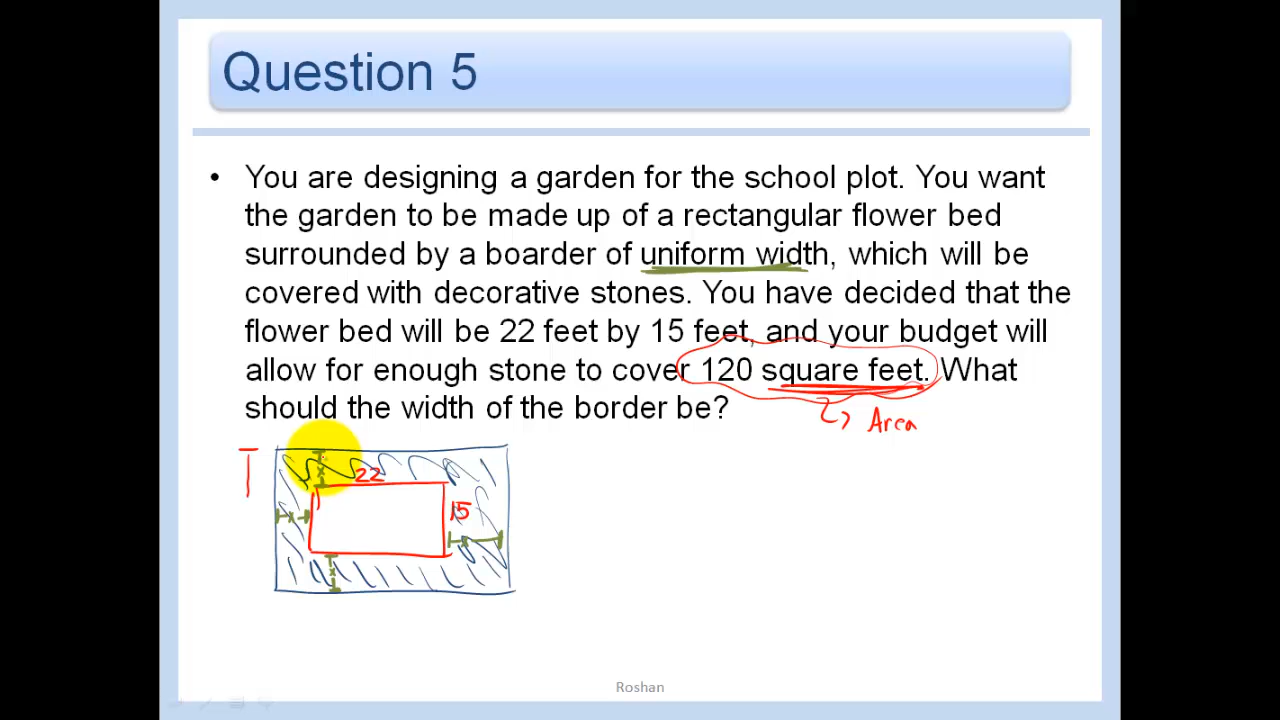 Question 5
• You are designing a garden for the school plot. You want
the garden to be made up of a rectangular flower bed
surrounded by a boarder of uniform width, which will be
covered with decorative stones. You have decided that the
flower bed will be 22 feet by 15 feet, and your budget will
allow for enough stone to cover 120 square feet. What
should the width of the border be?
Area
x
22
x
15
x
x
Roshan